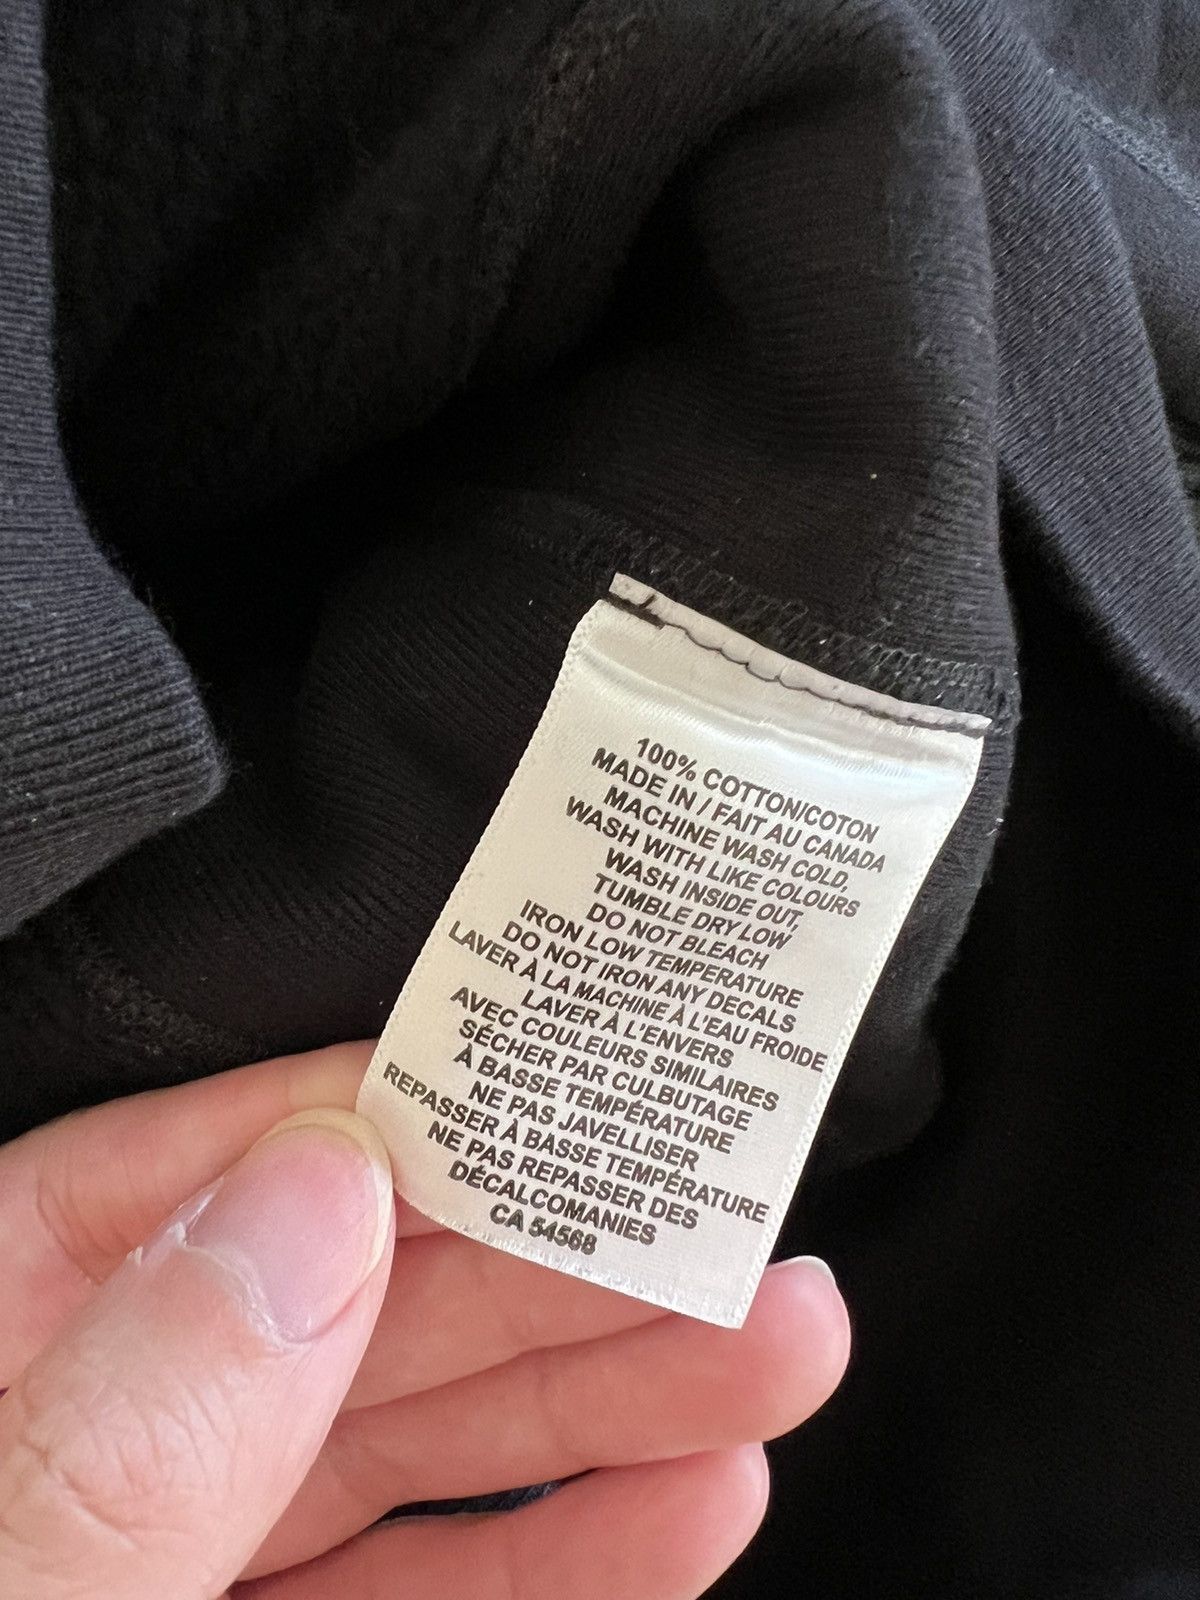 100% COTTON/COTON
MADE IN / FAIT AU CANADA
MACHINE WASH COLD,
WASH WITH LIKE COLOURS
WASH INSIDE OUT,
TUMBLE DRY LOW
DO NOT BLEACH
IRON LOW TEMPERATURE
DO NOT IRON ANY DECALS
LAVER À LA MACHINE À L'EAU FROIDE
LAVER À L'ENVERS
AVEC COULEURS SIMILAIRES
SÉCHER PAR CULBUTAGE
À BASSE TEMPÉRATURE
NE PAS JAVELLISER
REPASSER À BASSE TEMPÉRATURE
NE PAS REPASSER DES
DÉCALCOMANIES
CA 54568